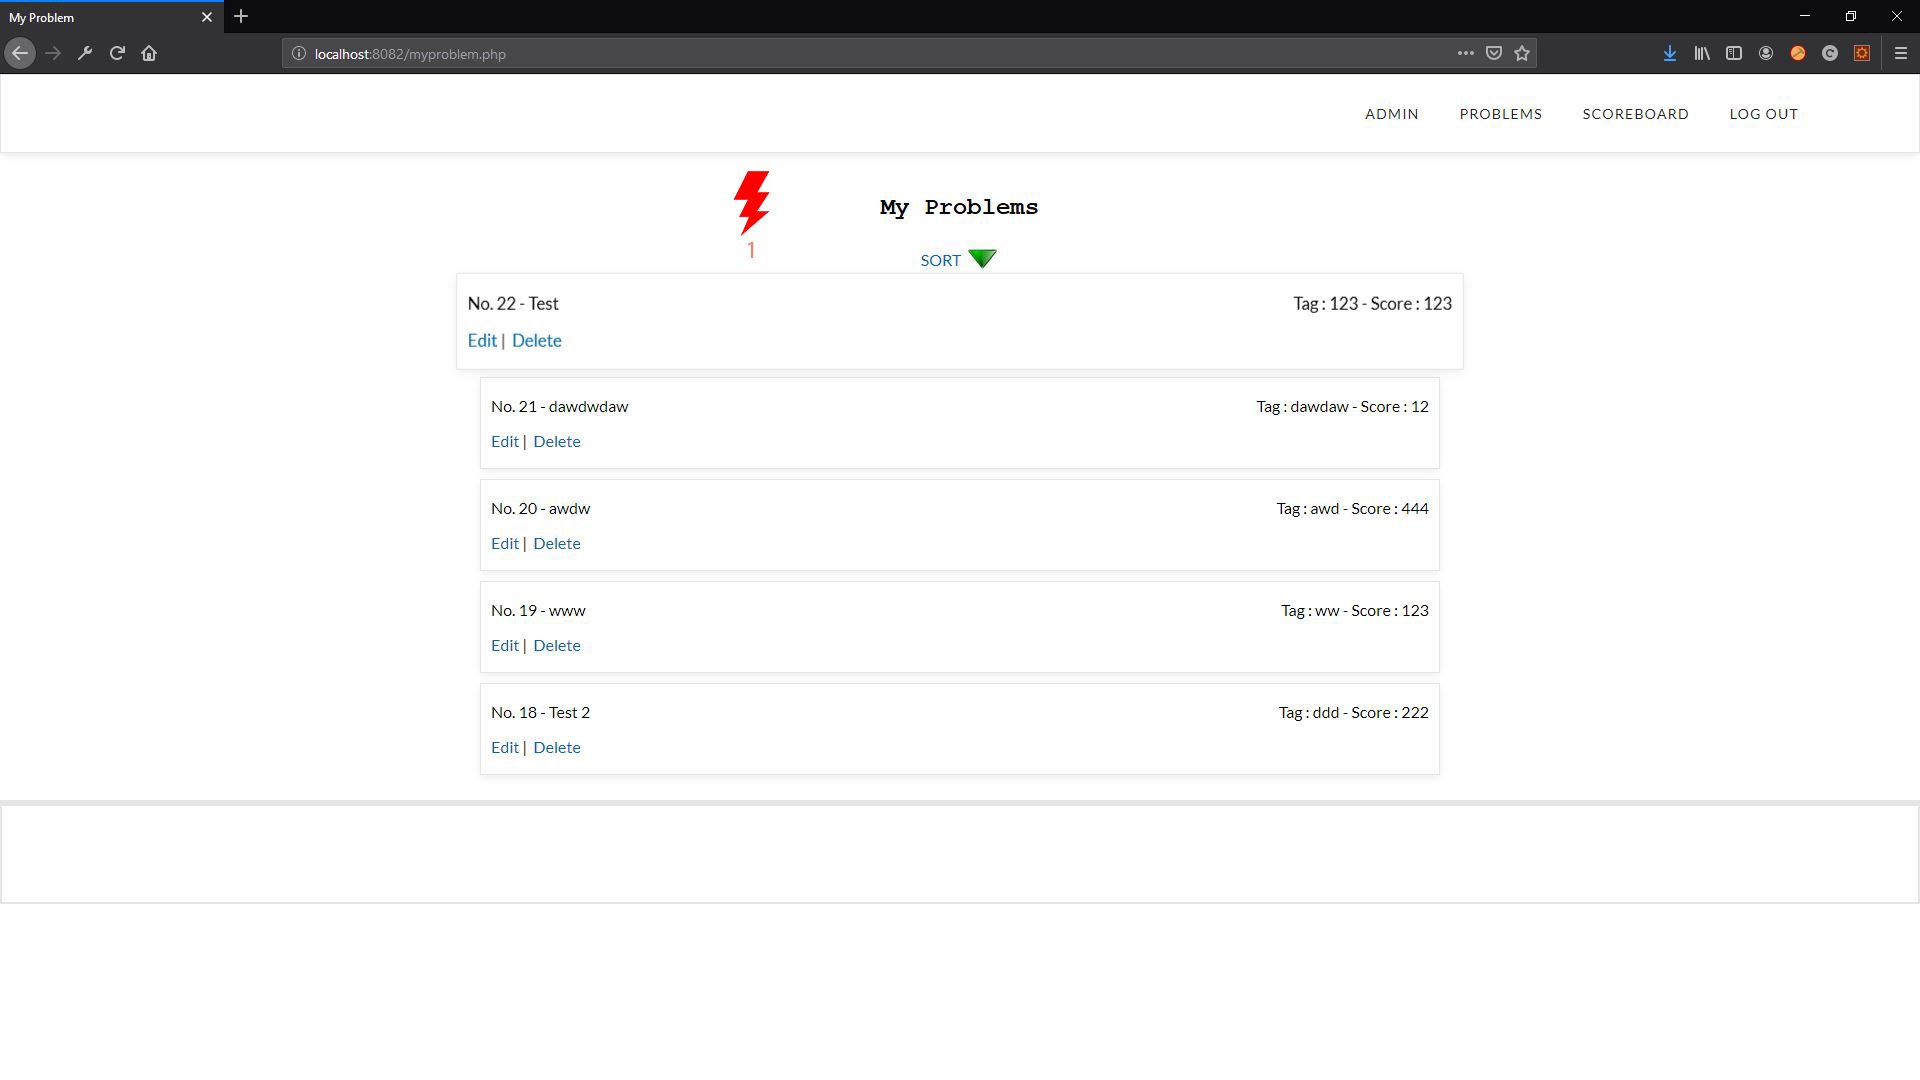 My Problem
localhost:8082/myproblem.php
ADMIN PROBLEMS SCOREBOARD LOG OUT
My Problems
1
SORT
No. 22 - Test Tag : 123 - Score : 123
Edit | Delete
No. 21 - dawdwdaw Tag : dawdaw - Score : 12
Edit | Delete
No. 20 - awdw Tag : awd - Score : 444
Edit | Delete
No. 19 - www Tag : ww - Score : 123
Edit | Delete
No. 18 - Test 2 Tag : ddd - Score : 222
Edit | Delete